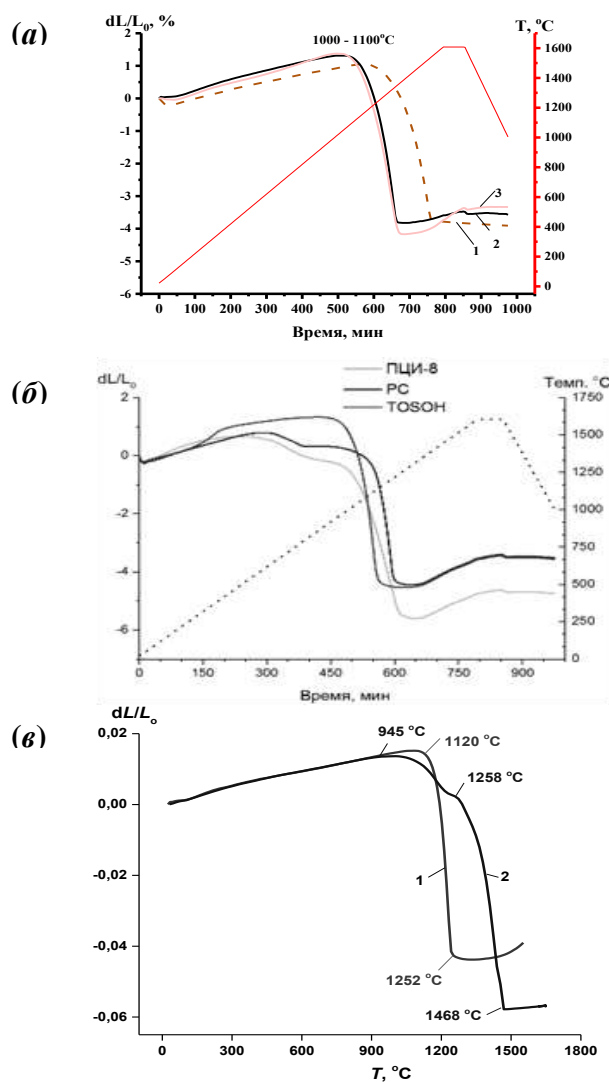 (а)
dL/L₀, %
T, °C
1000 - 1100°C
2
1
0
-1
-2
-3
-4
-5
-6
1600
1400
1200
1000
800
600
400
200
0
3
1
2
0 100 200 300 400 500 600 700 800 900 1000
Время, мин
(б)
dL/L₀
ПЦИ-8
РС
TOSOH
Темп. °C
2
0
-2
-4
-6
1750
1500
1250
1000
750
500
250
0
0 150 300 450 600 750 900
Время, мин
(в)
dL/Lₒ
0,02
0,00
-0,02
-0,04
-0,06
945 °C
1120 °C
1258 °C
1
2
1252 °C
1468 °C
0 300 600 900 1200 1500 1800
T, °C